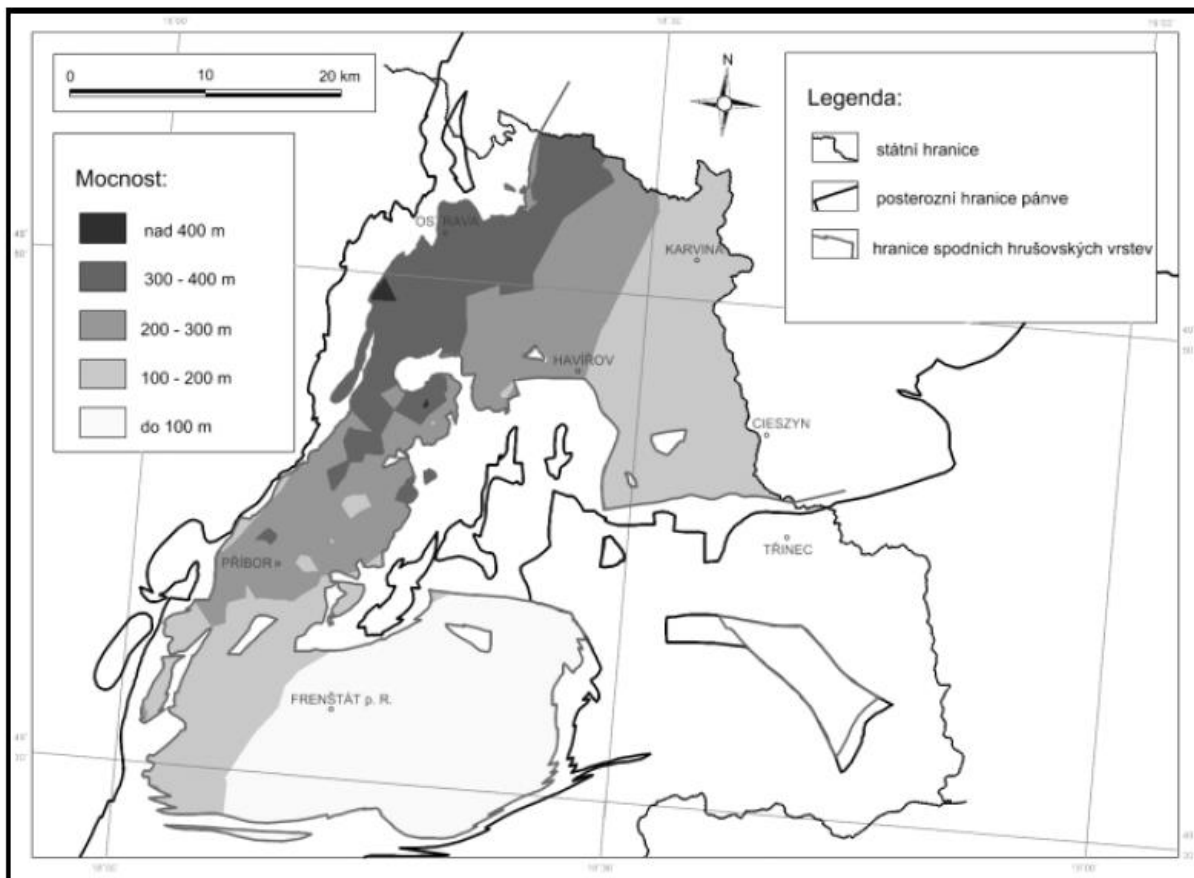 0 10 20 km
N
Legenda:
státní hranice
posterozní hranice pánve
hranice spodních hrušovských vrstev
Mocnost:
nad 400 m
300 - 400 m
200 - 300 m
100 - 200 m
do 100 m
OSTRAVA
KARVINÁ
HAVÍŘOV
CIESZYN
TŘINEC
PŘÍBOR
FRENŠTÁT p. R.